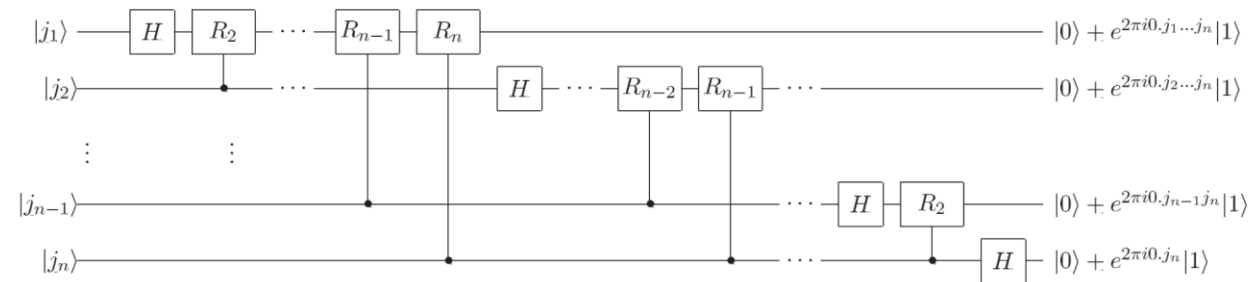 |j₁⟩ H R₂ ··· Rₙ₋₁ Rₙ |0⟩ + e^{2πi0.j₁...jₙ}|1⟩
|j₂⟩ ··· H ··· Rₙ₋₂ Rₙ₋₁ ··· |0⟩ + e^{2πi0.j₂...jₙ}|1⟩
⋮ ⋮
|jₙ₋₁⟩ ··· H R₂ |0⟩ + e^{2πi0.jₙ₋₁jₙ}|1⟩
|jₙ⟩ ··· H |0⟩ + e^{2πi0.jₙ}|1⟩